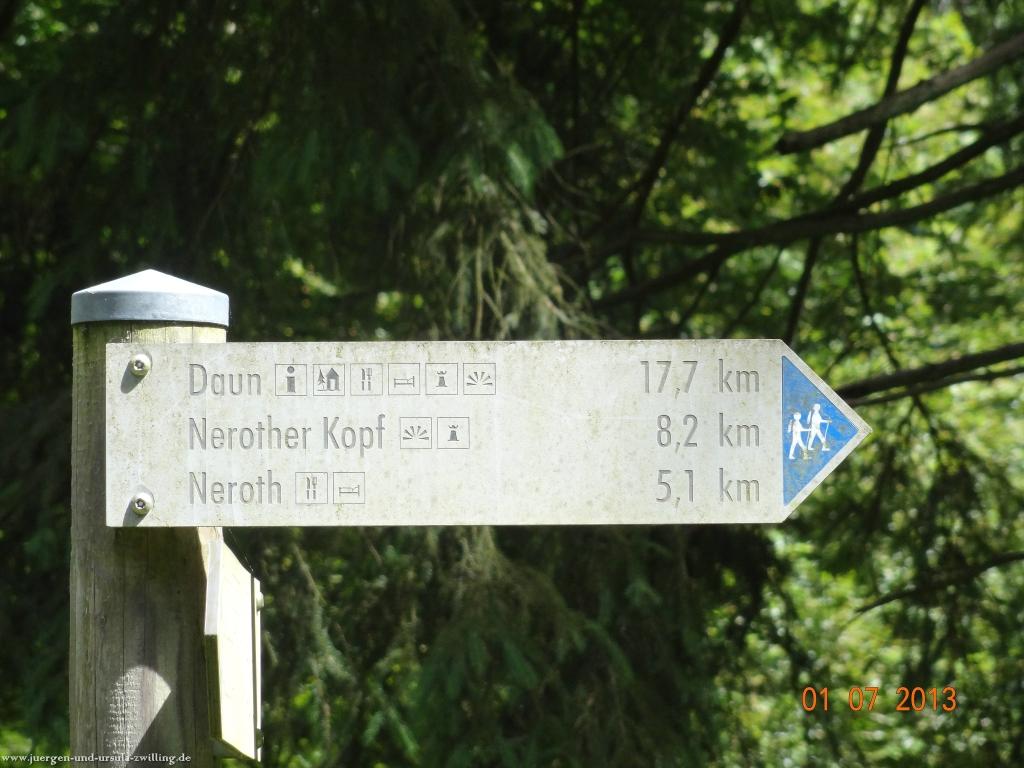 Daun 17,7 km
Nerother Kopf 8,2 km
Neroth 5,1 km
01 07 2013
www.juergen-und-ursula-zwilling.de